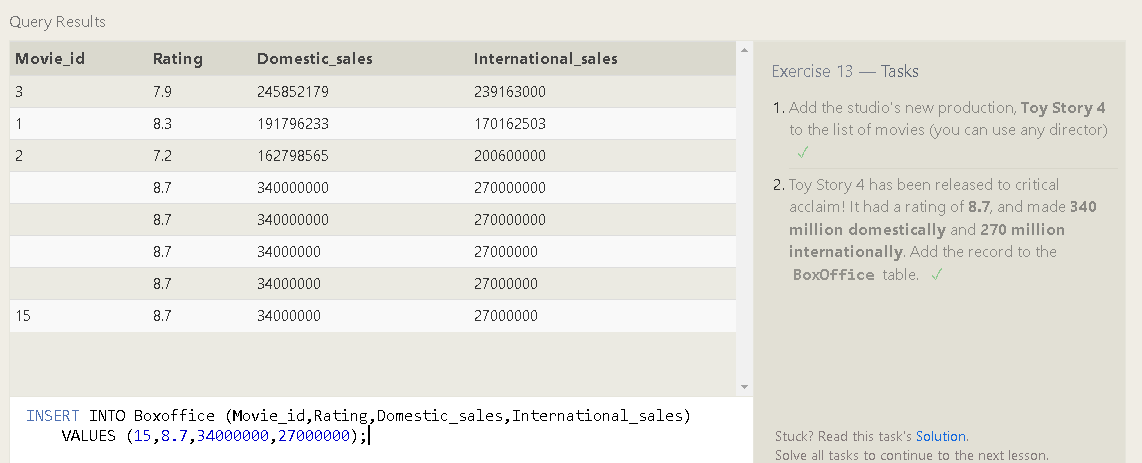 Query Results
Movie_id Rating Domestic_sales International_sales
3 7.9 245852179 239163000
1 8.3 191796233 170162503
2 7.2 162798565 200600000
8.7 340000000 270000000
8.7 340000000 270000000
8.7 34000000 27000000
8.7 34000000 27000000
15 8.7 34000000 27000000
INSERT INTO Boxoffice (Movie_id,Rating,Domestic_sales,International_sales)
VALUES (15,8.7,34000000,27000000);
Exercise 13 — Tasks
1. Add the studio's new production, Toy Story 4
to the list of movies (you can use any director)
✓
2. Toy Story 4 has been released to critical
acclaim! It had a rating of 8.7, and made 340
million domestically and 270 million
internationally. Add the record to the
BoxOffice table. ✓
Stuck? Read this task's Solution.
Solve all tasks to continue to the next lesson.